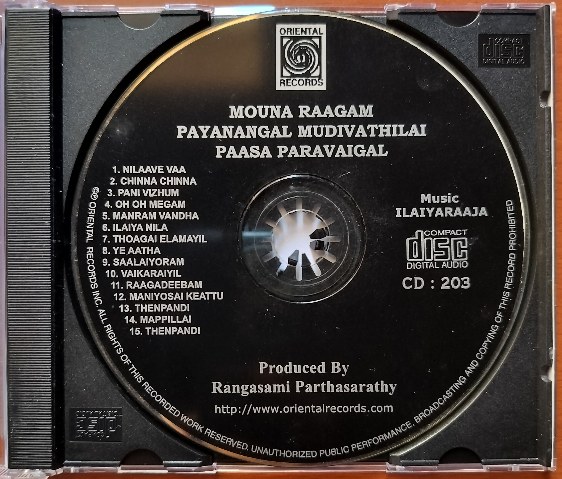 ORIENTAL
RECORDS
MOUNA RAAGAM
PAYANANGAL MUDIVATHILAI
PAASA PARAVAIGAL
1. NILAAVE VAA
2. CHINNA CHINNA
3. PANI VIZHUM
4. OH OH MEGAM
5. MANRAM VANDHA
6. ILAIYA NILA
7. THOAGAI ELAMAYIL
8. YE AATHA
9. SAALAIYORAM
10. VAIKARAIYIL
11. RAAGADEEBAM
12. MANIYOSAI KEATTU
13. THENPANDI
14. MAPPILLAI
15. THENPANDI
Music
ILAIYARAAJA
COMPACT
disc
DIGITAL AUDIO
CD : 203
Produced By
Rangasami Parthasarathy
http://www.orientalrecords.com
©℗ ORIENTAL RECORDS INC. ALL RIGHTS OF THIS RECORDED WORK RESERVED. UNAUTHORIZED PUBLIC PERFORMANCE, BROADCASTING AND COPYING OF THIS RECORD PROHIBITED
COMPACT
disc